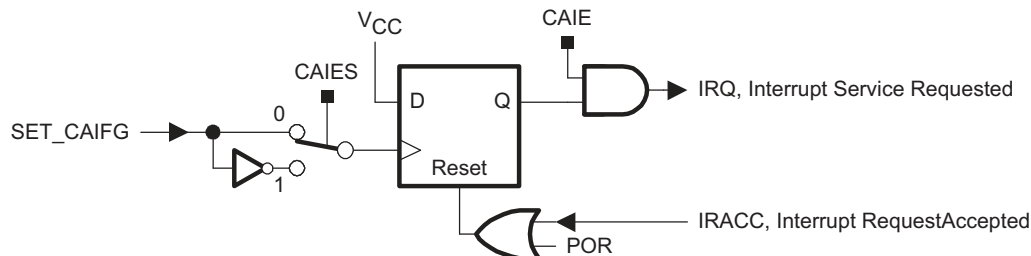 VCC
CAIE
CAIES
D
Q
IRQ, Interrupt Service Requested
0
SET_CAIFG
1
Reset
IRACC, Interrupt RequestAccepted
POR